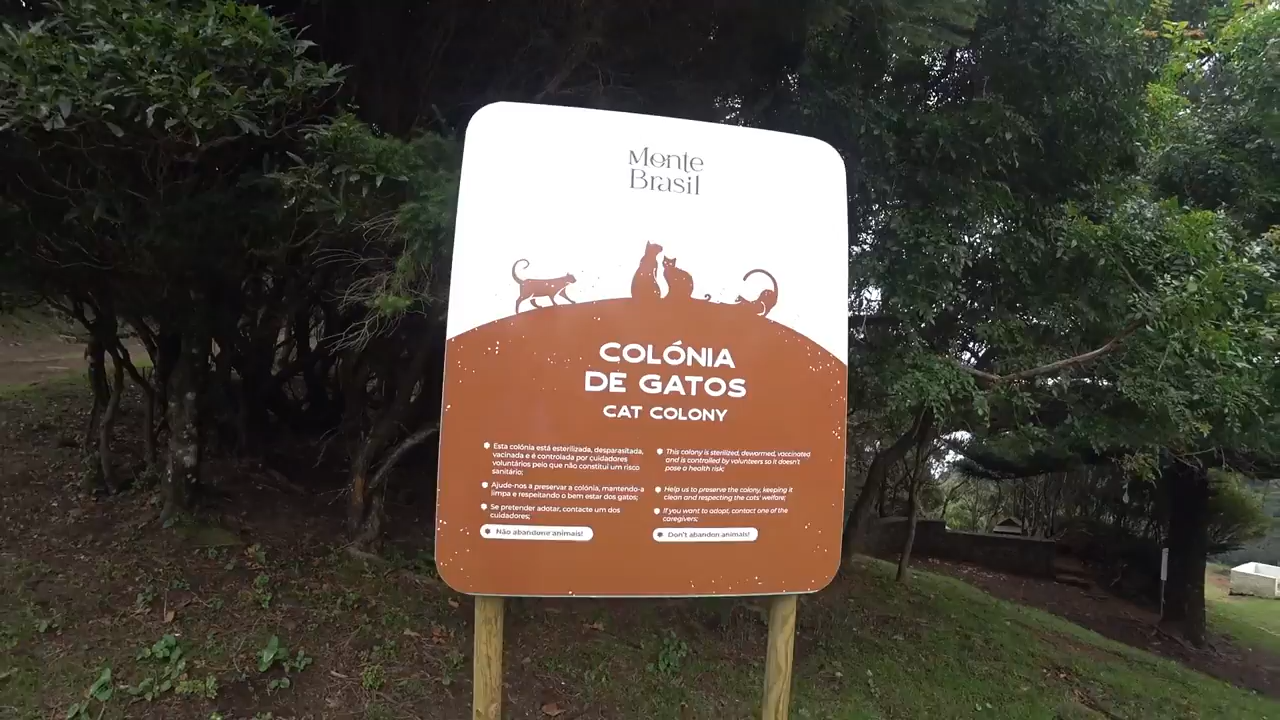 Monte
Brasil
COLÓNIA
DE GATOS
CAT COLONY
Esta colónia está esterilizada, desparasitada,
vacinada e é controlada por cuidadores
voluntários pelo que não constitui um risco
sanitário;
Ajude-nos a preservar a colónia, mantendo-a
limpa e respeitando o bem estar dos gatos;
Se pretender adotar, contacte um dos
cuidadores;
Não abandone animais!
This colony is sterilized, dewormed, vaccinated
and is controlled by volunteers so it doesn't
pose a health risk;
Help us to preserve the colony, keeping it
clean and respecting the cats' welfare;
If you want to adopt, contact one of the
caregivers;
Don't abandon animals!